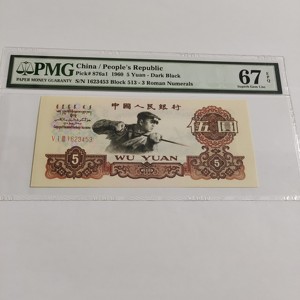 PMG
PAPER MONEY GUARANTY
China / People's Republic
Pick# 876a1 1960 5 Yuan - Dark Black
S/N 1623453 Block 513 - 3 Roman Numerals
67 EPQ
Superb Gem Unc
中国人民银行
伍圆
1623453
5
WU YUAN
5